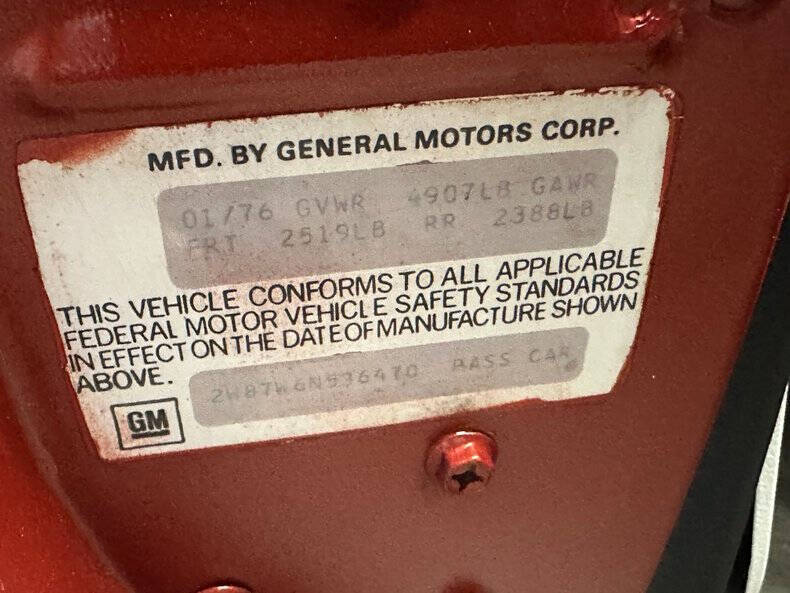 MFD. BY GENERAL MOTORS CORP.
01/76 GVWR 4907LB GAWR
FRT 2519LB RR 2388LB
THIS VEHICLE CONFORMS TO ALL APPLICABLE
FEDERAL MOTOR VEHICLE SAFETY STANDARDS
IN EFFECT ON THE DATE OF MANUFACTURE SHOWN
ABOVE.
2W87W6N536470 PASS CAR
GM